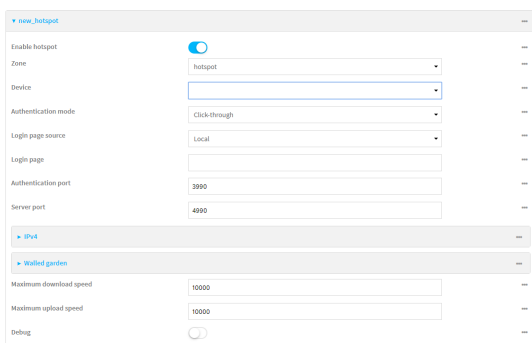 new_hotspot
Enable hotspot
Zone
hotspot
Device
Authentication mode
Click-through
Login page source
Local
Login page
Authentication port
3990
Server port
4990
IPv4
Walled garden
Maximum download speed
10000
Maximum upload speed
10000
Debug